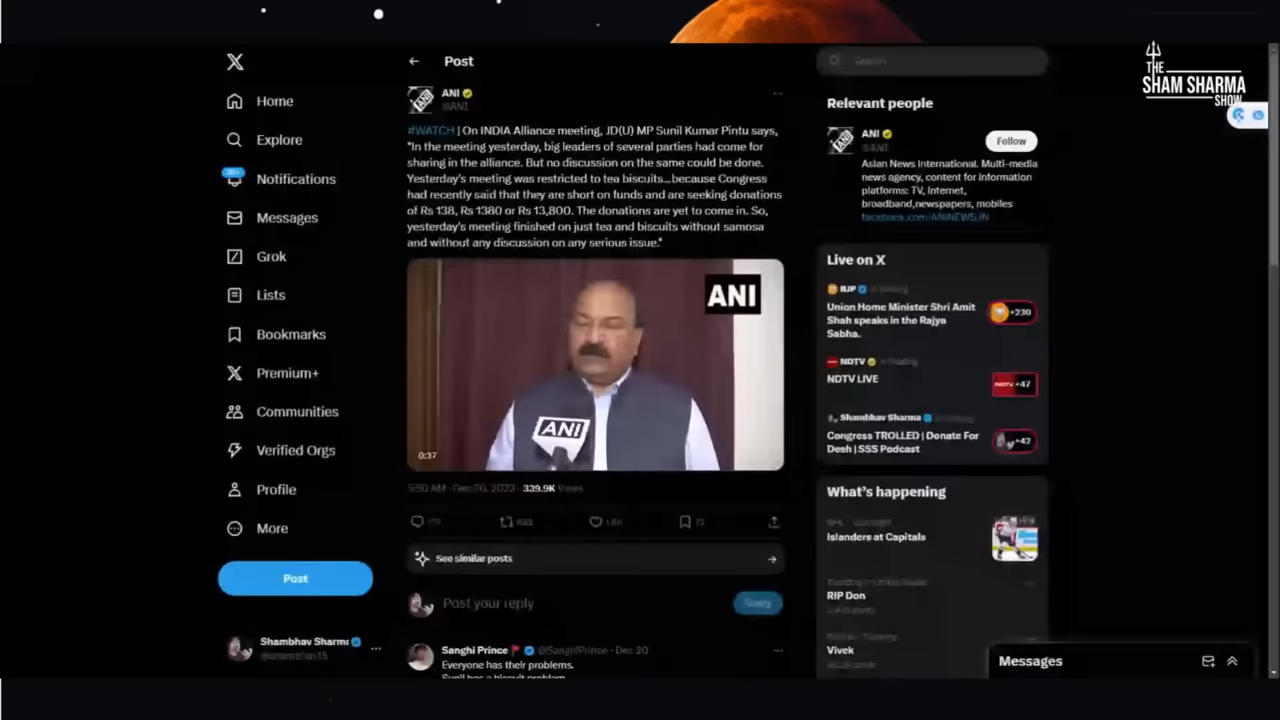 THE
SHAM SHARMA
SHOW
X
Home
Explore
Notifications
Messages
Grok
Lists
Bookmarks
Premium+
Communities
Verified Orgs
Profile
More
Post
Shambhav Sharma
Post
ANI
@ANI
#WATCH | On INDIA Alliance meeting, JD(U) MP Sunil Kumar Pintu says,
"In the meeting yesterday, big leaders of several parties had come for
sharing in the alliance. But no discussion on the same could be done.
Yesterday's meeting was restricted to tea biscuits...because Congress
had recently said that they are short on funds and are seeking donations
of Rs 138, Rs 1380 or Rs 13,800. The donations are yet to come in. So,
yesterday's meeting finished on just tea and biscuits without samosa
and without any discussion on any serious issue."
ANI
ANI
0:37
339.9K Views
See similar posts
Post your reply
Reply
Sanghi Prince @SanghiPrince · Dec 20
Everyone has their problems.
Sunil has a biscuit problem
Search
Relevant people
ANI
@ANI
Follow
Asian News International. Multi-media
news agency, content for information
platforms: TV, Internet,
broadband,newspapers, mobiles
facebook.com/ANINEWS.IN
Live on X
BJP
Union Home Minister Shri Amit
Shah speaks in the Rajya
Sabha.
+230
NDTV
NDTV LIVE
NDTV +47
Shambhav Sharma
Congress TROLLED | Donate For
Desh | SSS Podcast
+42
What's happening
Islanders at Capitals
RIP Don
Vivek
Messages